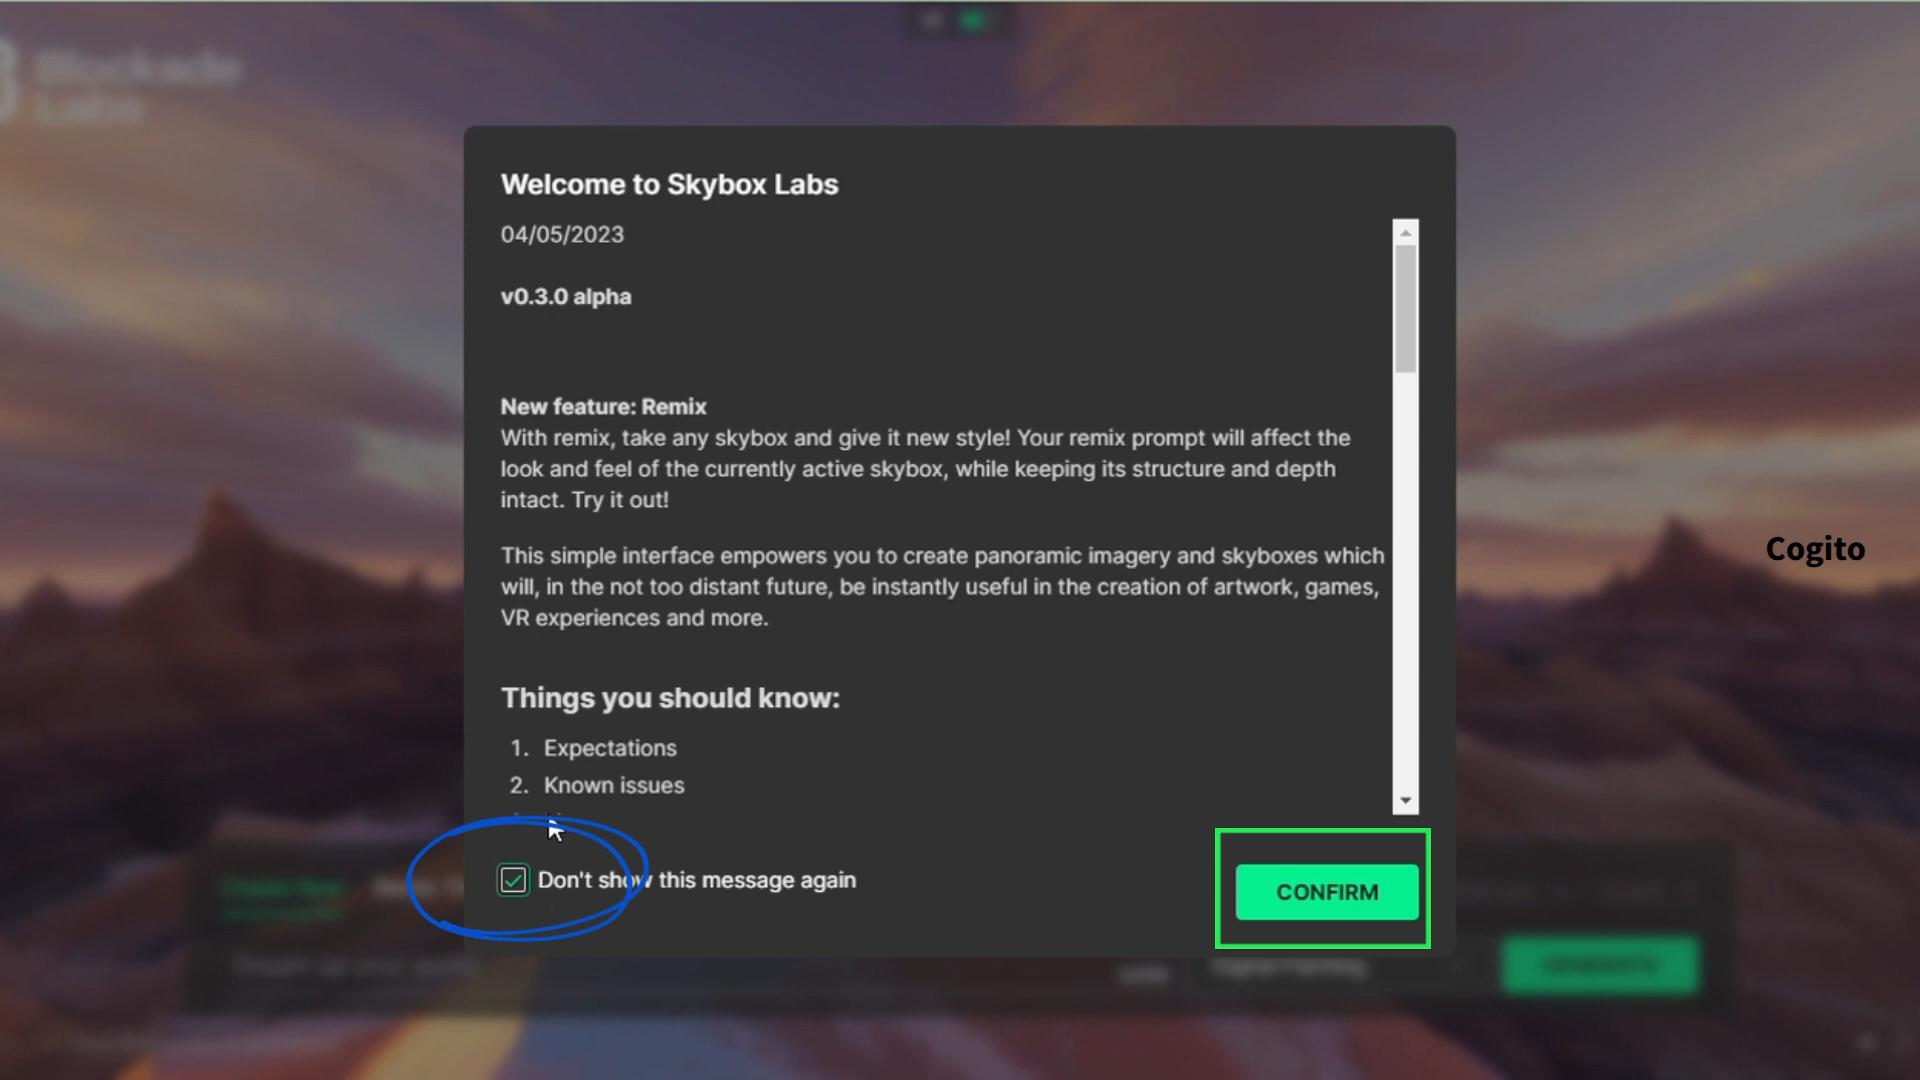 Blockade
Labs
Welcome to Skybox Labs
04/05/2023
v0.3.0 alpha
New feature: Remix
With remix, take any skybox and give it new style! Your remix prompt will affect the
look and feel of the currently active skybox, while keeping its structure and depth
intact. Try it out!
This simple interface empowers you to create panoramic imagery and skyboxes which
will, in the not too distant future, be instantly useful in the creation of artwork, games,
VR experiences and more.
Things you should know:
1. Expectations
2. Known issues
Don't show this message again
CONFIRM
Cogito